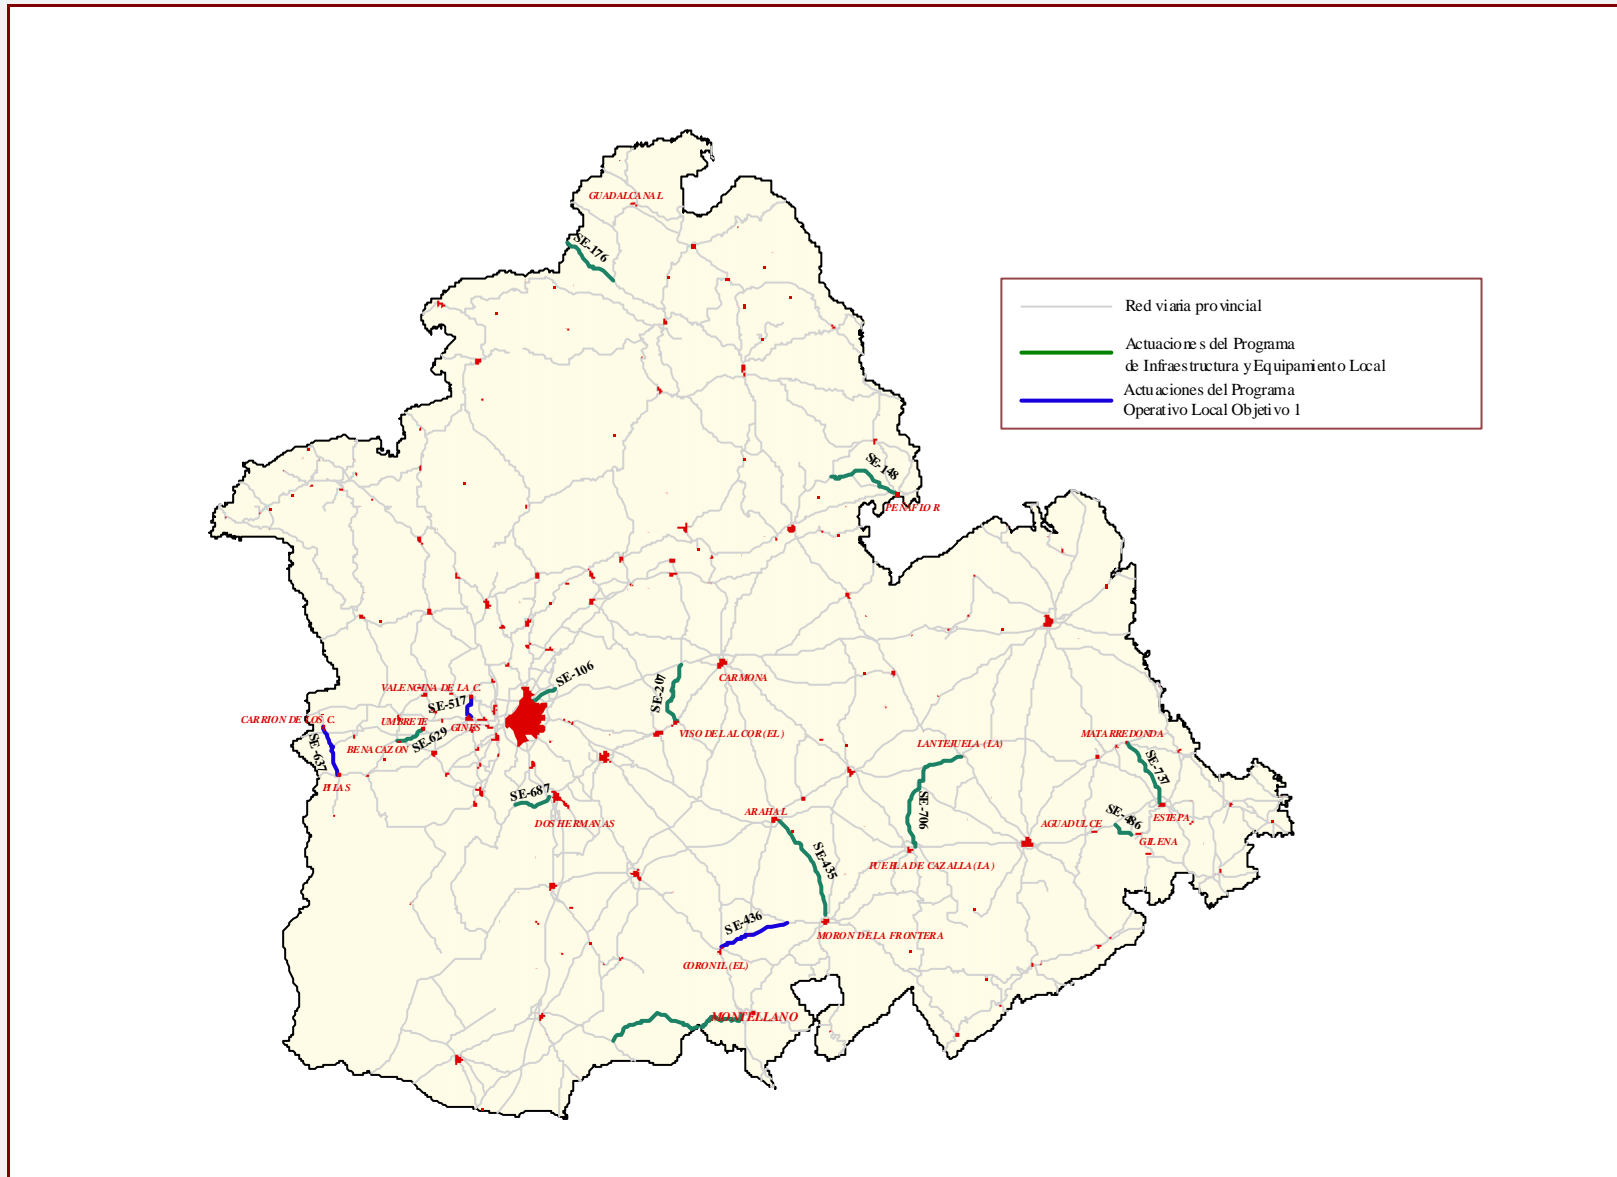 GUADALCANAL
SE-176
Red viaria provincial
Actuaciones del Programa
de Infraestructura y Equipamiento Local
Actuaciones del Programa
Operativo Local Objetivo 1
SE-148
PEÑAFLOR
SE-106
SE-207
CARMONA
VALENCINA DE LA C.
SE-517
CARRION DE LOS C.
UMBRETE
GINES
SE-629
BENACAZON
SE-637
PILAS
VISO DEL ALCOR (EL)
LANTEJUELA (LA)
MATARREDONDA
SE-737
SE-687
DOS HERMANAS
ARAHAL
SE-706
AGUADULCE
SE-486
ESTEPA
GILENA
SE-435
PUEBLA DE CAZALLA (LA)
SE-436
MORON DE LA FRONTERA
CORONIL (EL)
MONTELLANO